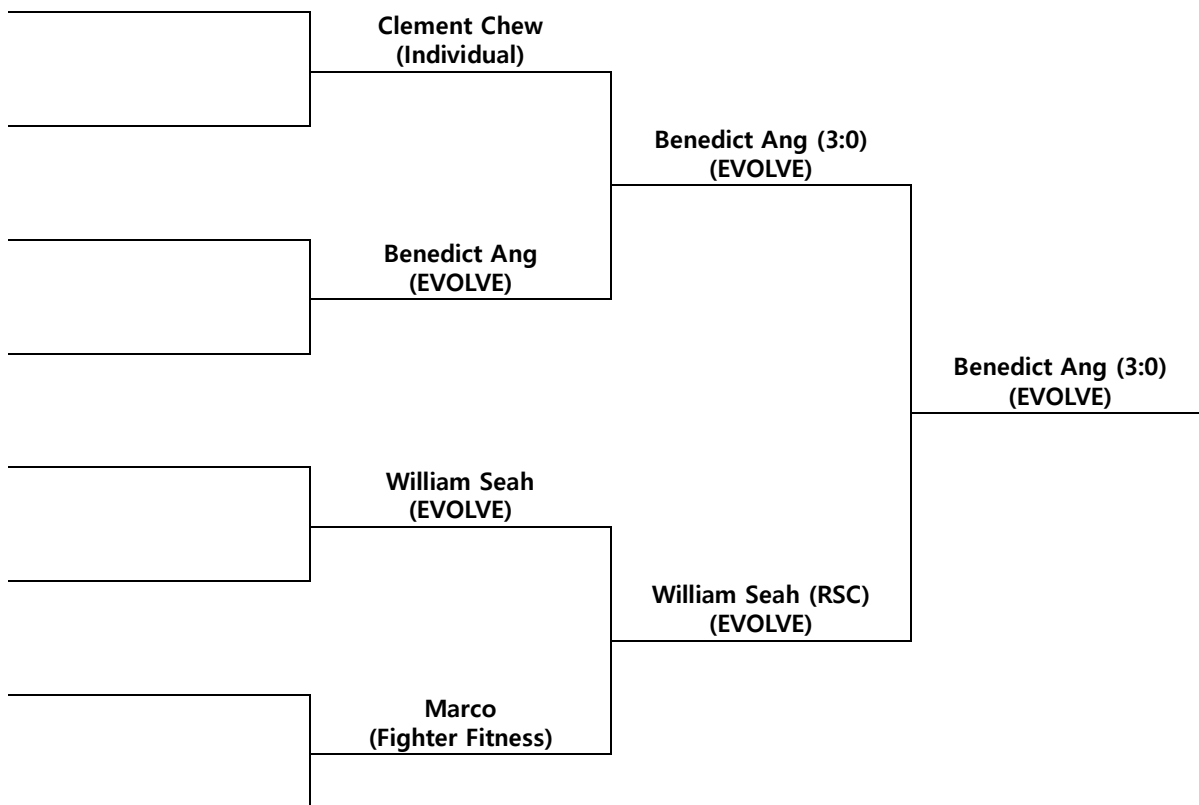 Clement Chew
(Individual)
Benedict Ang (3:0)
(EVOLVE)
Benedict Ang
(EVOLVE)
Benedict Ang (3:0)
(EVOLVE)
William Seah
(EVOLVE)
William Seah (RSC)
(EVOLVE)
Marco
(Fighter Fitness)